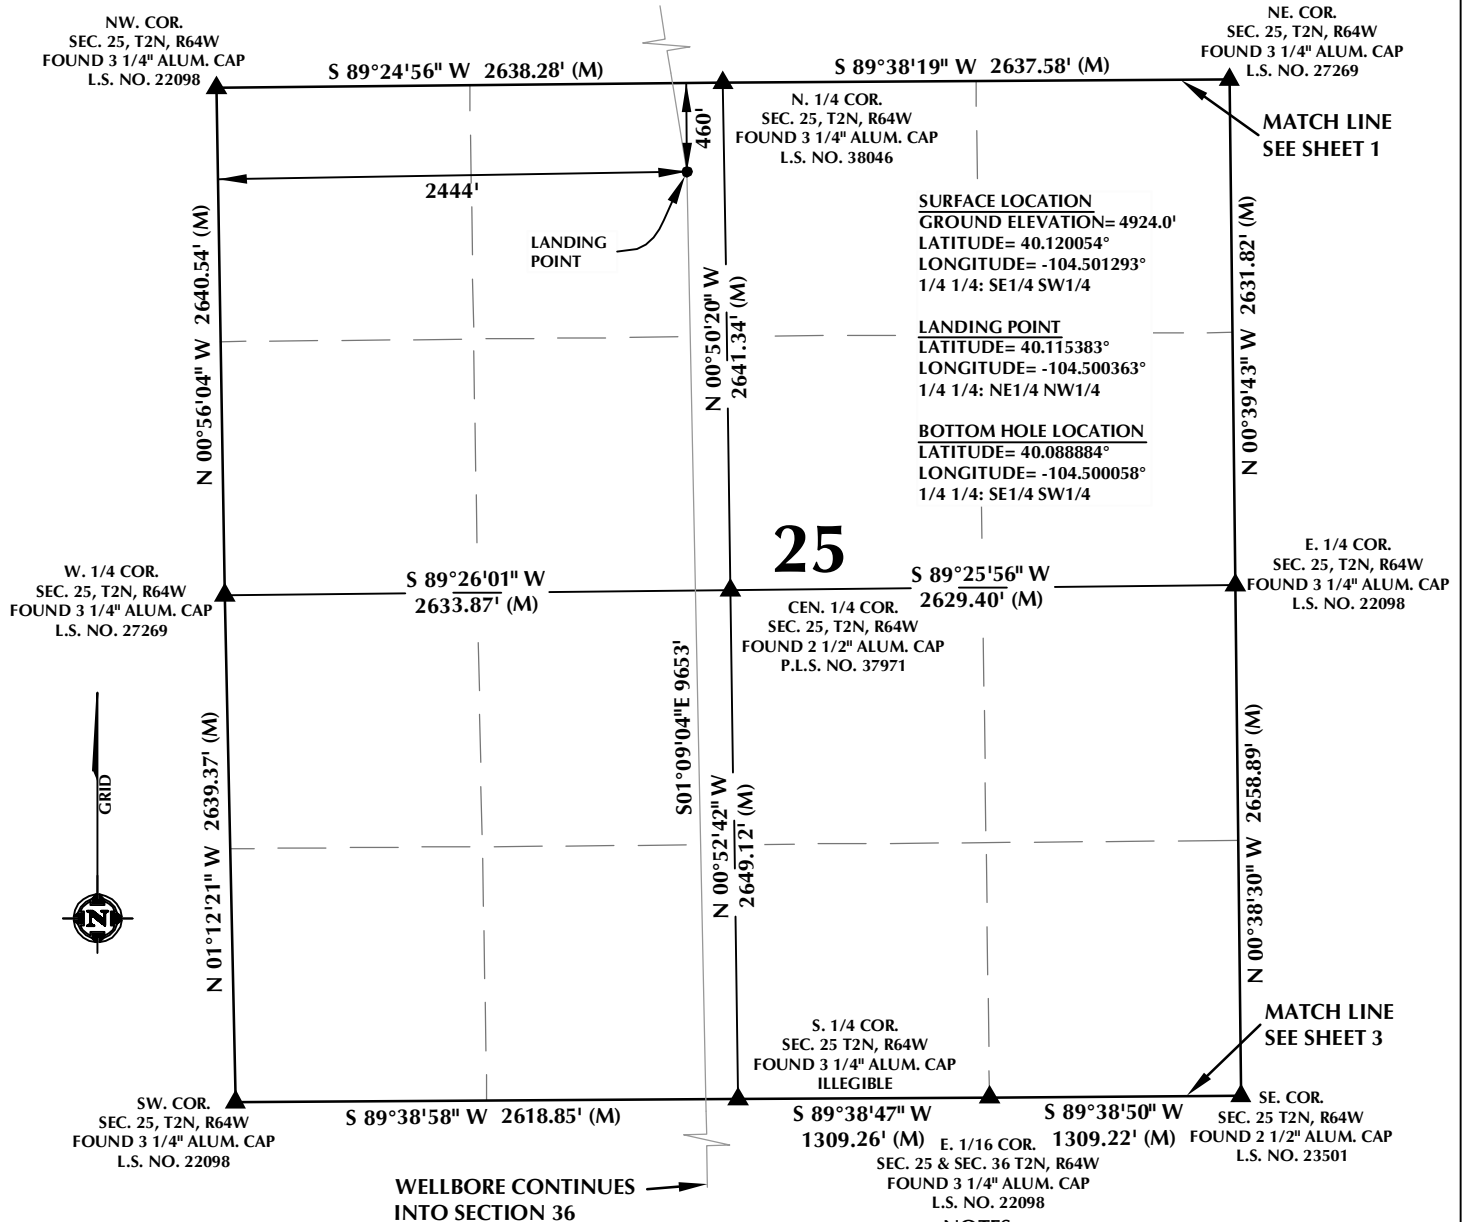 NW. COR.
SEC. 25, T2N, R64W
FOUND 3 1/4" ALUM. CAP
L.S. NO. 22098
S 89°24'56" W 2638.28' (M)
S 89°38'19" W 2637.58' (M)
NE. COR.
SEC. 25, T2N, R64W
FOUND 3 1/4" ALUM. CAP
L.S. NO. 27269
N. 1/4 COR.
SEC. 25, T2N, R64W
FOUND 3 1/4" ALUM. CAP
L.S. NO. 38046
MATCH LINE
SEE SHEET 1
460'
2444'
LANDING
POINT
SURFACE LOCATION
GROUND ELEVATION= 4924.0'
LATITUDE= 40.120054°
LONGITUDE= -104.501293°
1/4 1/4: SE1/4 SW1/4
LANDING POINT
LATITUDE= 40.115383°
LONGITUDE= -104.500363°
1/4 1/4: NE1/4 NW1/4
BOTTOM HOLE LOCATION
LATITUDE= 40.088884°
LONGITUDE= -104.500058°
1/4 1/4: SE1/4 SW1/4
N 00°56'04" W 2640.54' (M)
N 00°50'20" W
2641.34' (M)
N 00°39'43" W 2631.82' (M)
25
W. 1/4 COR.
SEC. 25, T2N, R64W
FOUND 3 1/4" ALUM. CAP
L.S. NO. 27269
S 89°26'01" W
2633.87' (M)
S 89°25'56" W
2629.40' (M)
CEN. 1/4 COR.
SEC. 25, T2N, R64W
FOUND 2 1/2" ALUM. CAP
P.L.S. NO. 37971
E. 1/4 COR.
SEC. 25, T2N, R64W
FOUND 3 1/4" ALUM. CAP
L.S. NO. 22098
S01°09'04"E 9653'
GRID
N
N 01°12'21" W 2639.37' (M)
N 00°52'42" W
2649.12' (M)
N 00°38'30" W 2658.89' (M)
S. 1/4 COR.
SEC. 25 T2N, R64W
FOUND 3 1/4" ALUM. CAP
ILLEGIBLE
MATCH LINE
SEE SHEET 3
SW. COR.
SEC. 25, T2N, R64W
FOUND 3 1/4" ALUM. CAP
L.S. NO. 22098
S 89°38'58" W 2618.85' (M)
S 89°38'47" W
1309.26' (M)
S 89°38'50" W
1309.22' (M)
SE. COR.
SEC. 25 T2N, R64W
FOUND 2 1/2" ALUM. CAP
L.S. NO. 23501
E. 1/16 COR.
SEC. 25 & SEC. 36 T2N, R64W
FOUND 3 1/4" ALUM. CAP
L.S. NO. 22098
WELLBORE CONTINUES
INTO SECTION 36